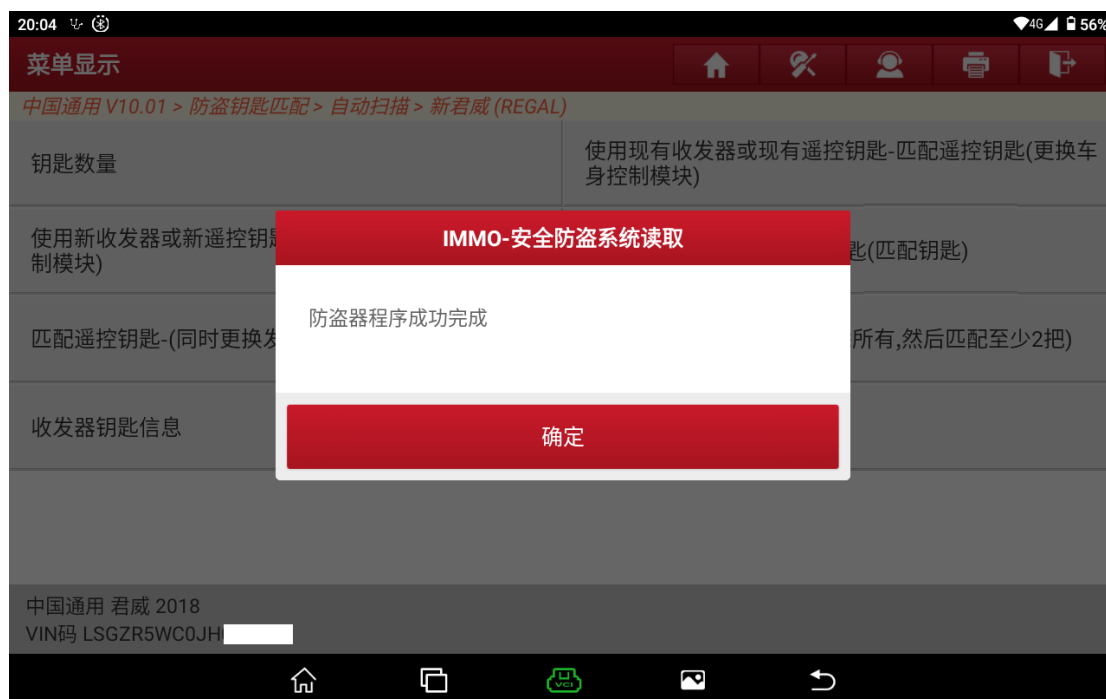 20:04
4G 56%
菜单显示
中国通用 V10.01 > 防盗钥匙匹配 > 自动扫描 > 新君威 (REGAL)
钥匙数量
使用现有收发器或现有遥控钥匙-匹配遥控钥匙(更换车
身控制模块)
使用新收发器或新遥控钥
制模块)
匙(匹配钥匙)
匹配遥控钥匙-(同时更换发
所有,然后匹配至少2把)
收发器钥匙信息
IMMO-安全防盗系统读取
防盗器程序成功完成
确定
中国通用 君威 2018
VIN码 LSGZR5WC0JH
VCI